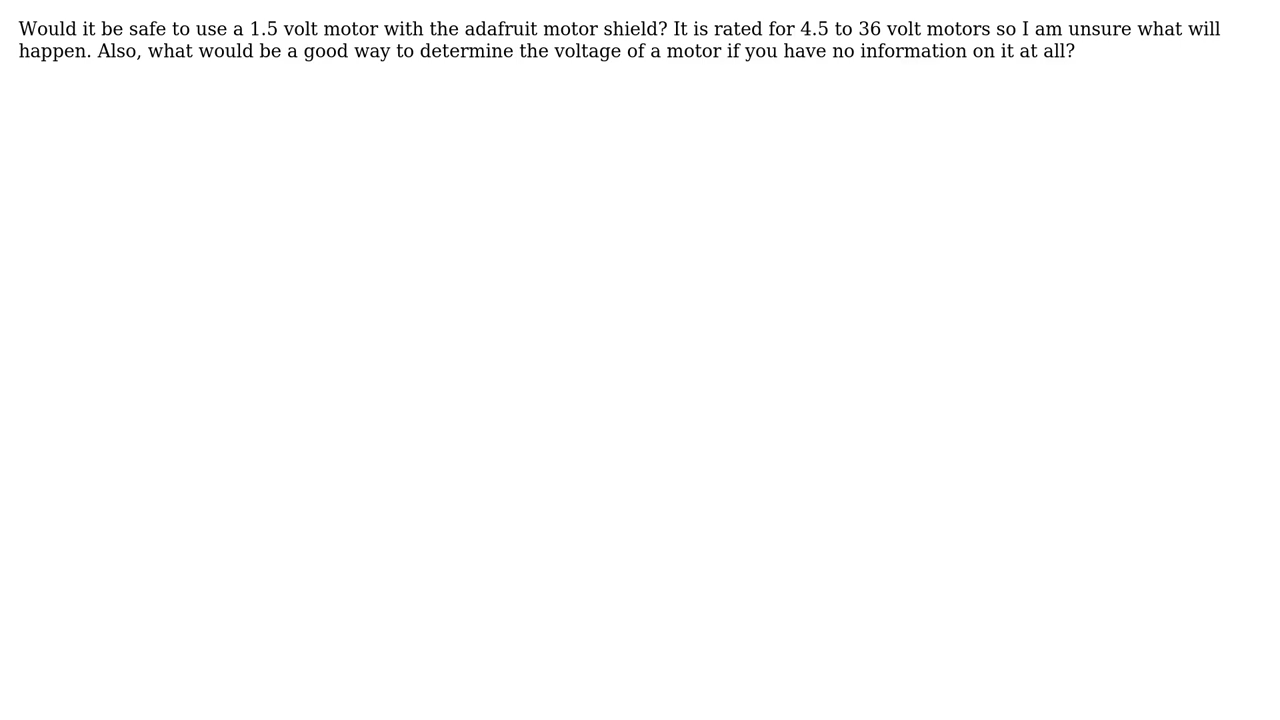 Would it be safe to use a 1.5 volt motor with the adafruit motor shield? It is rated for 4.5 to 36 volt motors so I am unsure what will
happen. Also, what would be a good way to determine the voltage of a motor if you have no information on it at all?